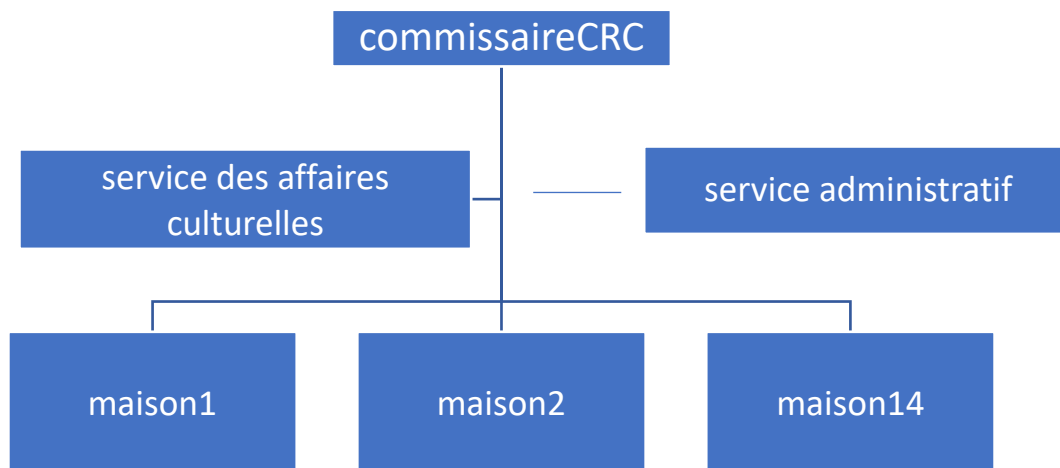 commissaireCRC
service des affaires
culturelles
service administratif
maison1
maison2
maison14